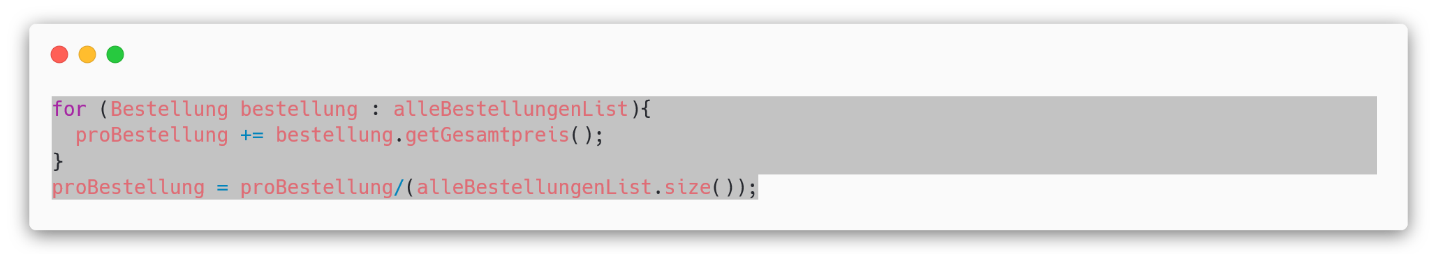 for (Bestellung bestellung : alleBestellungenList){
  proBestellung += bestellung.getGesamtpreis();
}
proBestellung = proBestellung/(alleBestellungenList.size());